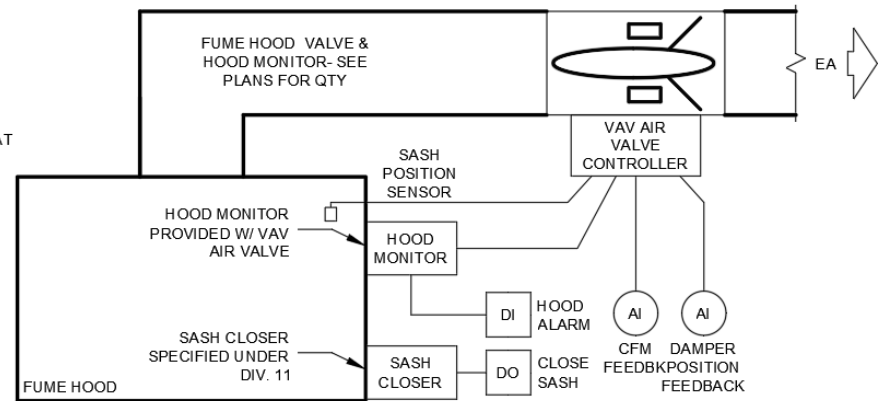 FUME HOOD VALVE &
HOOD MONITOR- SEE
PLANS FOR QTY
EA
AT
VAV AIR
VALVE
CONTROLLER
SASH
POSITION
SENSOR
HOOD MONITOR
PROVIDED W/ VAV
AIR VALVE
HOOD
MONITOR
DI
HOOD
ALARM
AI
AI
CFM
FEEDBK
DAMPER
POSITION
FEEDBACK
SASH CLOSER
SPECIFIED UNDER
DIV. 11
SASH
CLOSER
DO
CLOSE
SASH
FUME HOOD